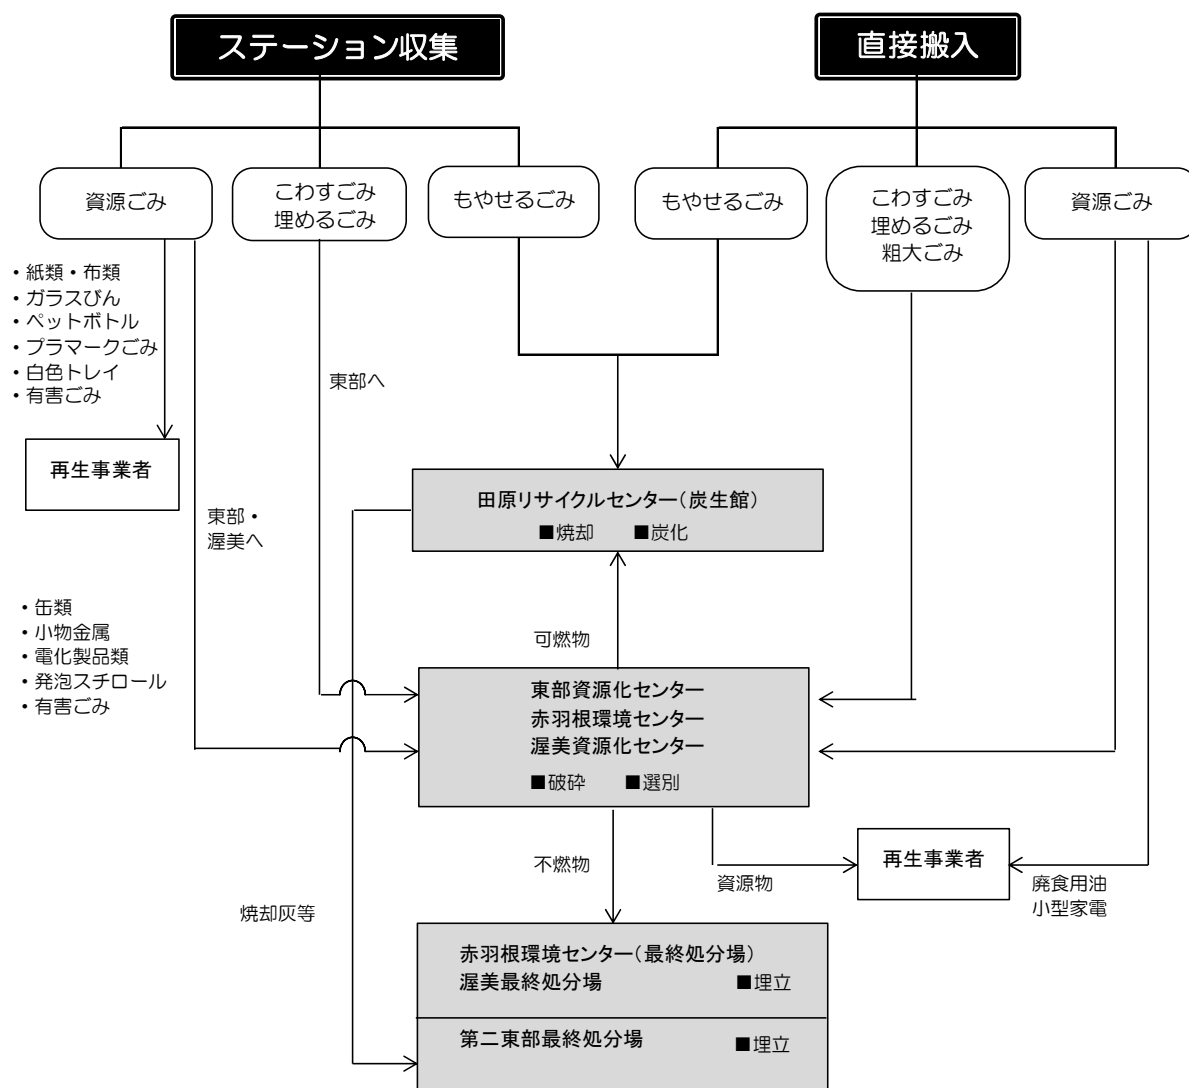 ステーション収集
直接搬入
資源ごみ
こわすごみ
埋めるごみ
もやせるごみ
もやせるごみ
こわすごみ
埋めるごみ
粗大ごみ
資源ごみ
・紙類・布類
・ガラスびん
・ペットボトル
・プラマークごみ
・白色トレイ
・有害ごみ
東部へ
再生事業者
田原リサイクルセンター（炭生館）
■焼却 ■炭化
東部・
渥美へ
・缶類
・小物金属
・電化製品類
・発泡スチロール
・有害ごみ
可燃物
東部資源化センター
赤羽根環境センター
渥美資源化センター
■破砕 ■選別
不燃物
資源物
再生事業者
廃食用油
小型家電
焼却灰等
赤羽根環境センター（最終処分場）
渥美最終処分場 ■埋立
第二東部最終処分場 ■埋立